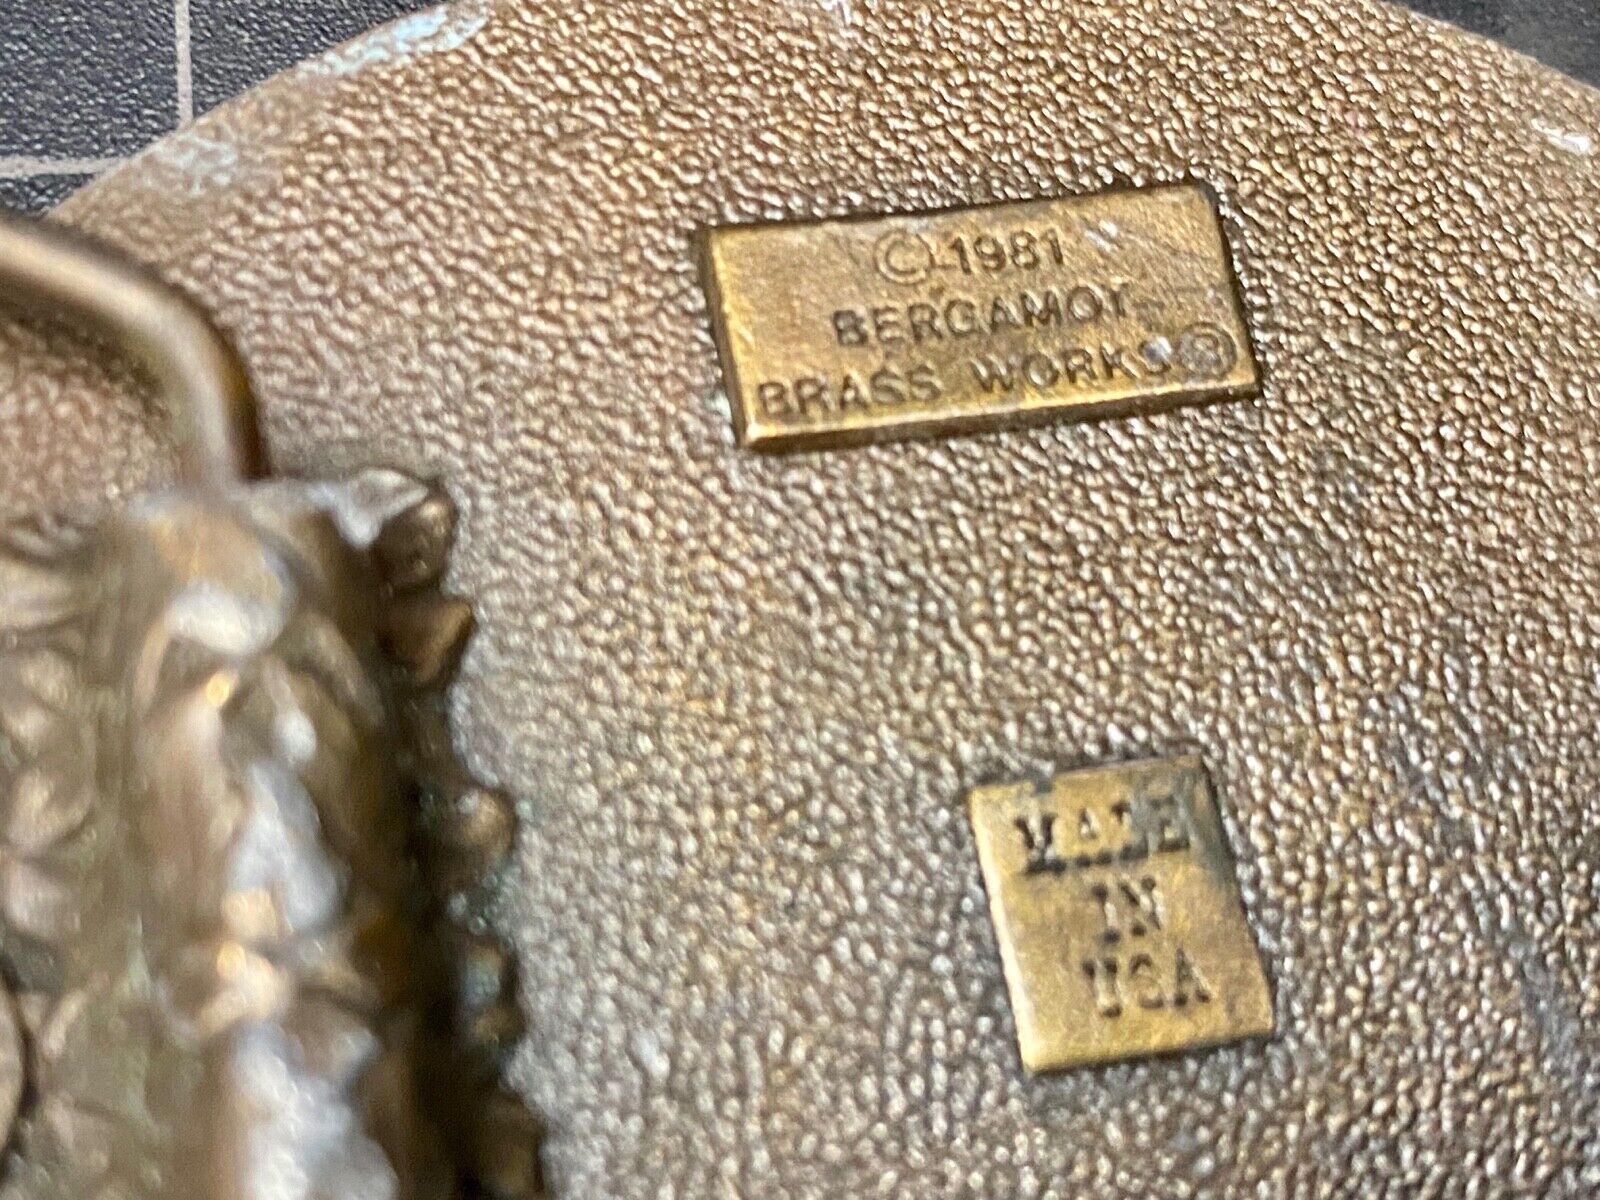 © 1981
BERGAMOT
BRASS WORKS ®
MADE
IN
USA